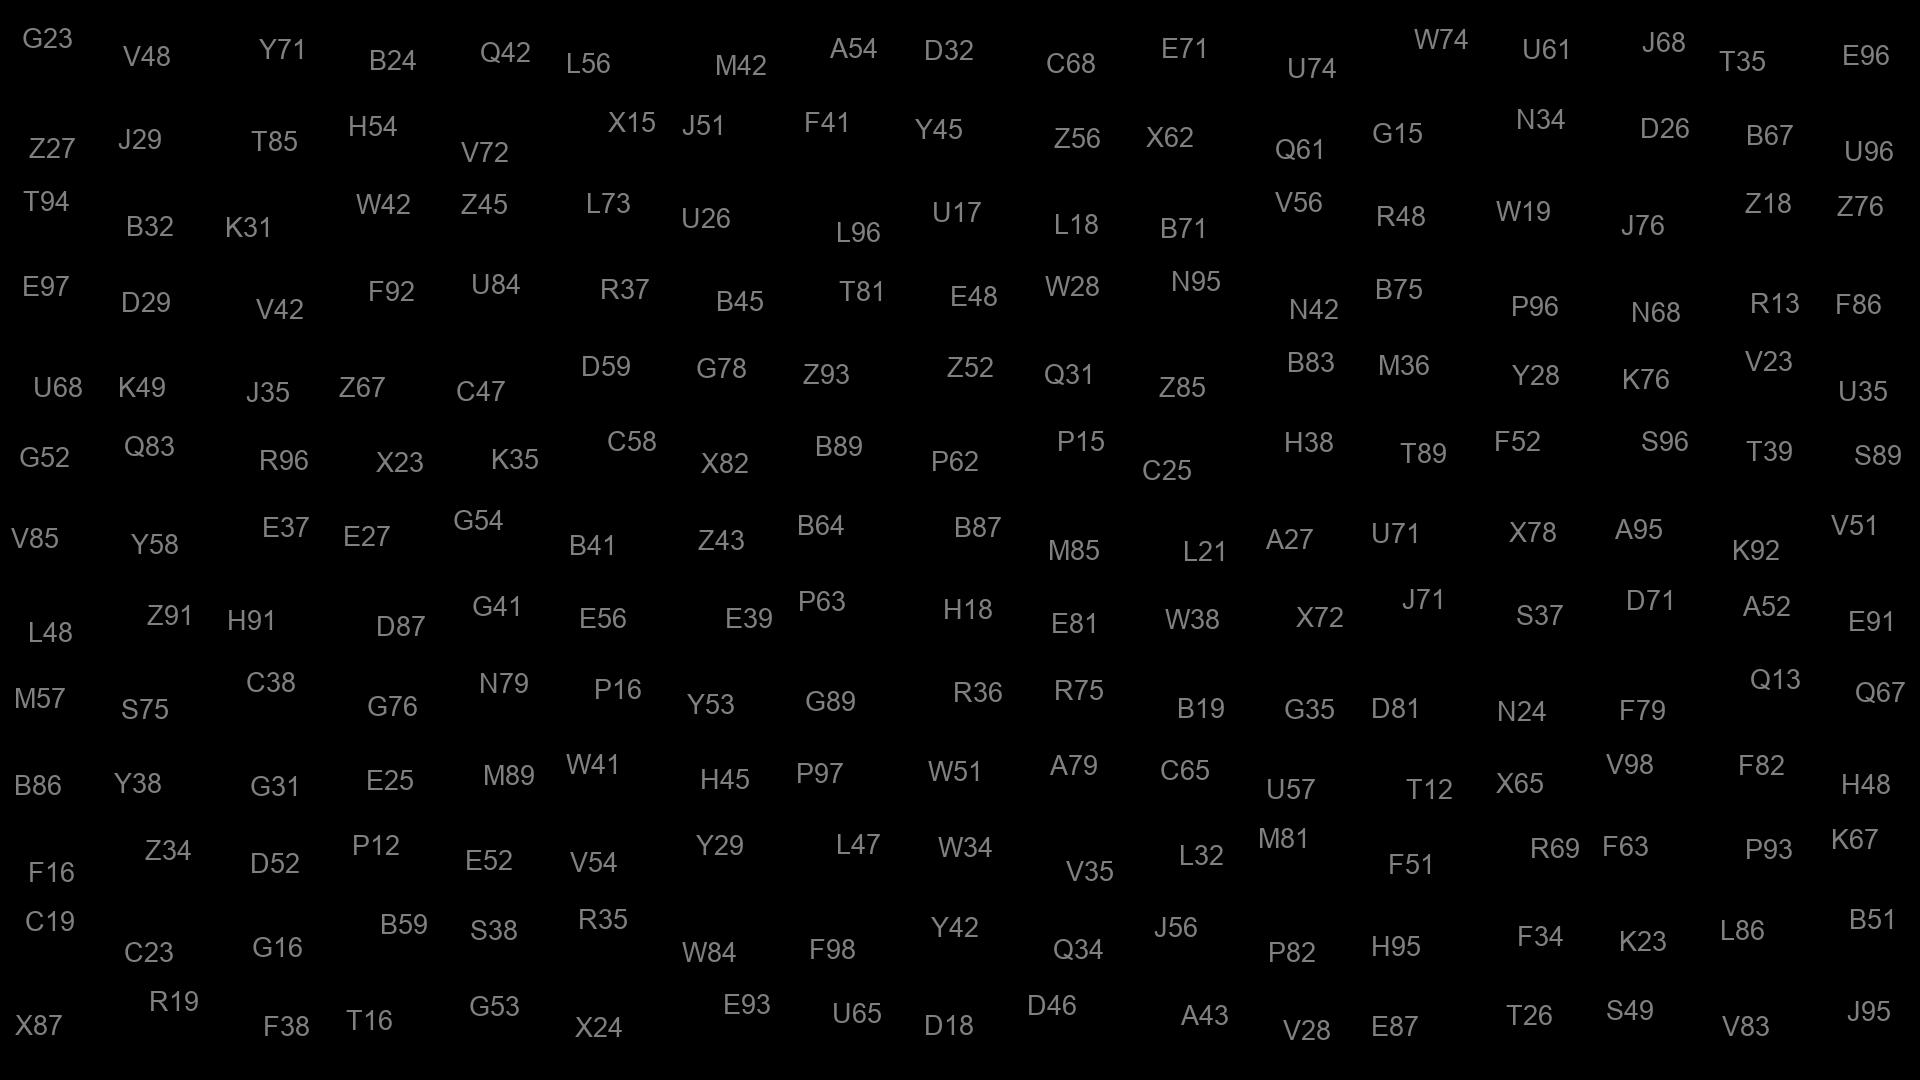 G23 V48 Y71 B24 Q42 L56 M42 A54 D32 C68 E71 U74 W74 U61 J68 T35 E96
Z27 J29 T85 H54 V72 X15 J51 F41 Y45 Z56 X62 Q61 G15 N34 D26 B67 U96
T94 B32 K31 W42 Z45 L73 U26 L96 U17 L18 B71 V56 R48 W19 J76 Z18 Z76
E97 D29 V42 F92 U84 R37 B45 T81 E48 W28 N95 N42 B75 P96 N68 R13 F86
U68 K49 J35 Z67 C47 D59 G78 Z93 Z52 Q31 Z85 B83 M36 Y28 K76 V23 U35
G52 Q83 R96 X23 K35 C58 X82 B89 P62 P15 C25 H38 T89 F52 S96 T39 S89
V85 Y58 E37 E27 G54 B41 Z43 B64 B87 M85 L21 A27 U71 X78 A95 K92 V51
L48 Z91 H91 D87 G41 E56 E39 P63 H18 E81 W38 X72 J71 S37 D71 A52 E91
M57 S75 C38 G76 N79 P16 Y53 G89 R36 R75 B19 G35 D81 N24 F79 Q13 Q67
B86 Y38 G31 E25 M89 W41 H45 P97 W51 A79 C65 U57 T12 X65 V98 F82 H48
F16 Z34 D52 P12 E52 V54 Y29 L47 W34 V35 L32 M81 F51 R69 F63 P93 K67
C19 C23 G16 B59 S38 R35 W84 F98 Y42 Q34 J56 P82 H95 F34 K23 L86 B51
X87 R19 F38 T16 G53 X24 E93 U65 D18 D46 A43 V28 E87 T26 S49 V83 J95